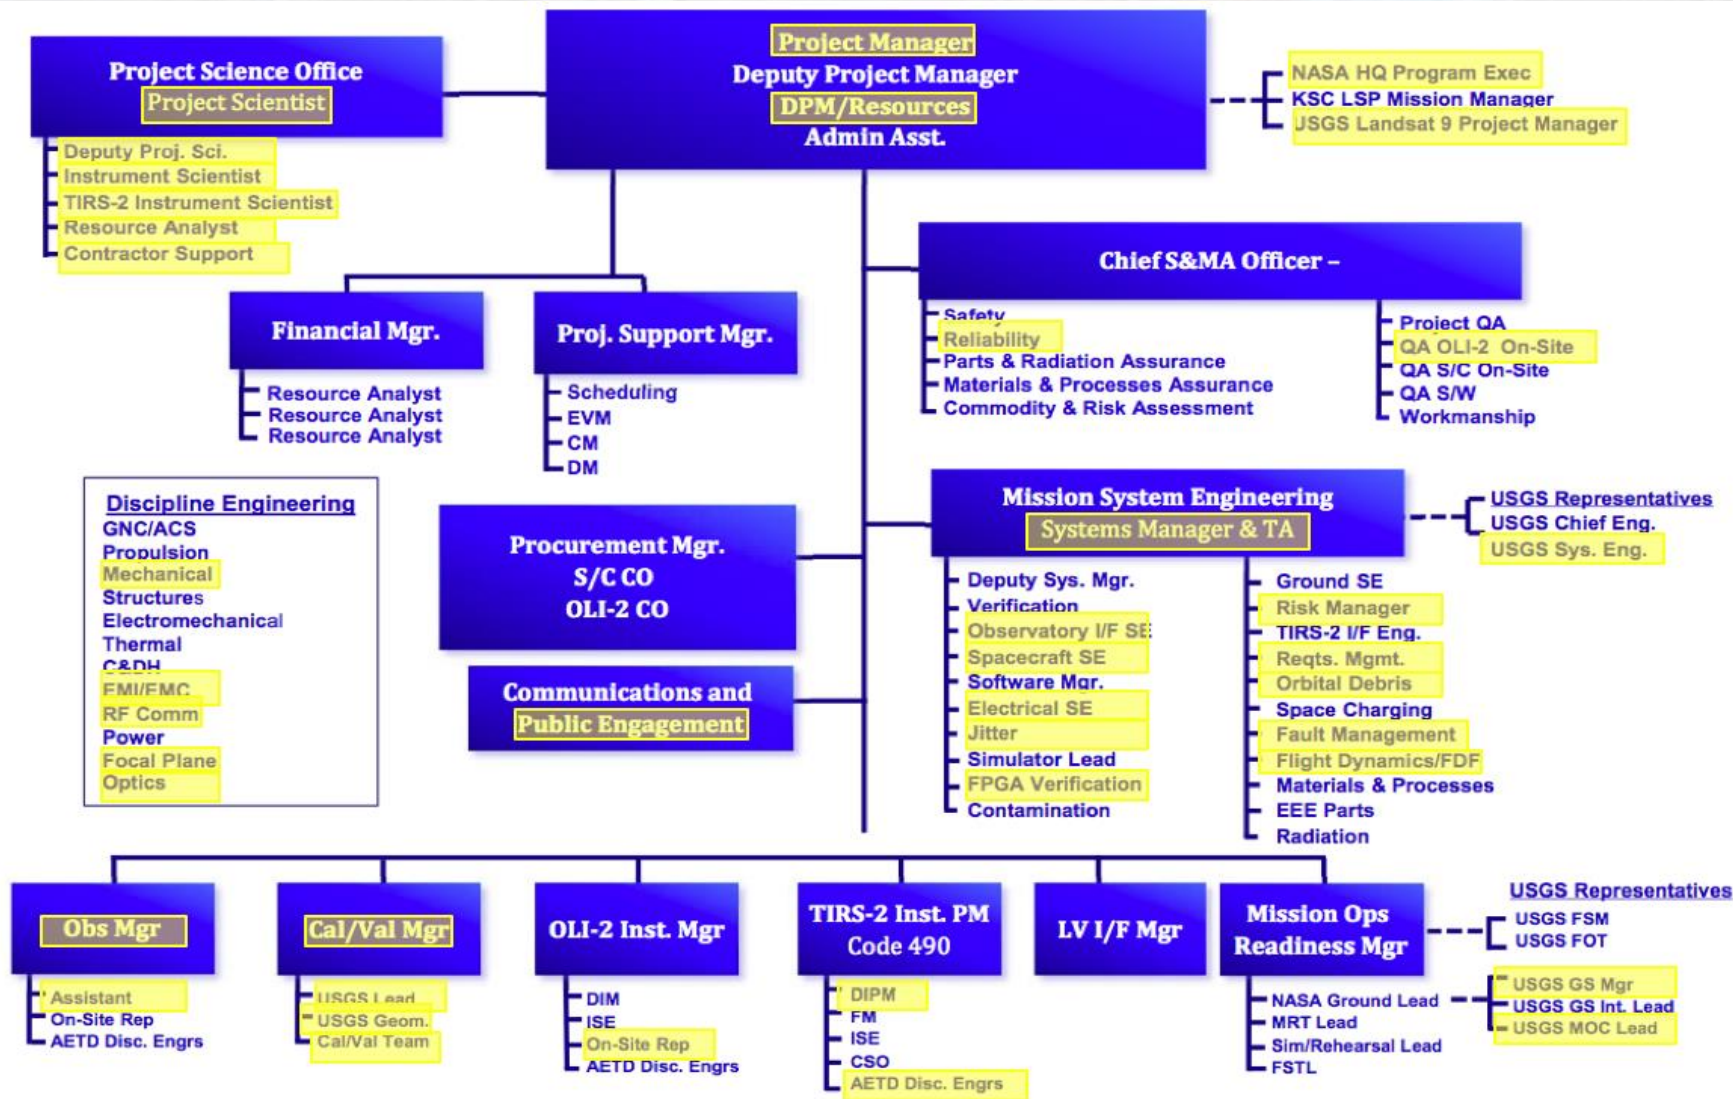 Project Science Office
Project Scientist
Deputy Proj. Sci.
Instrument Scientist
TIRS-2 Instrument Scientist
Resource Analyst
Contractor Support
Project Manager
Deputy Project Manager
DPM/Resources
Admin Asst.
NASA HQ Program Exec
KSC LSP Mission Manager
USGS Landsat 9 Project Manager
Financial Mgr.
Resource Analyst
Resource Analyst
Resource Analyst
Proj. Support Mgr.
Scheduling
EVM
CM
DM
Chief S&MA Officer –
Safety
Reliability
Parts & Radiation Assurance
Materials & Processes Assurance
Commodity & Risk Assessment
Project QA
QA OLI-2 On-Site
QA S/C On-Site
QA S/W
Workmanship
Discipline Engineering
GNC/ACS
Propulsion
Mechanical
Structures
Electromechanical
Thermal
C&DH
EMI/EMC
RF Comm
Power
Focal Plane
Optics
Procurement Mgr.
S/C CO
OLI-2 CO
Communications and
Public Engagement
Mission System Engineering
Systems Manager & TA
USGS Representatives
USGS Chief Eng.
USGS Sys. Eng.
Deputy Sys. Mgr.
Verification
Observatory I/F SE
Spacecraft SE
Software Mgr.
Electrical SE
Jitter
Simulator Lead
FPGA Verification
Contamination
Ground SE
Risk Manager
TIRS-2 I/F Eng.
Reqts. Mgmt.
Orbital Debris
Space Charging
Fault Management
Flight Dynamics/FDF
Materials & Processes
EEE Parts
Radiation
Obs Mgr
Assistant
On-Site Rep
AETD Disc. Engrs
Cal/Val Mgr
USGS Lead
USGS Geom.
Cal/Val Team
OLI-2 Inst. Mgr
DIM
ISE
On-Site Rep
AETD Disc. Engrs
TIRS-2 Inst. PM
Code 490
DIPM
FM
ISE
CSO
AETD Disc. Engrs
LV I/F Mgr
Mission Ops
Readiness Mgr
NASA Ground Lead
MRT Lead
Sim/Rehearsal Lead
FSTL
USGS Representatives
USGS FSM
USGS FOT
USGS GS Mgr
USGS GS Int. Lead
USGS MOC Lead